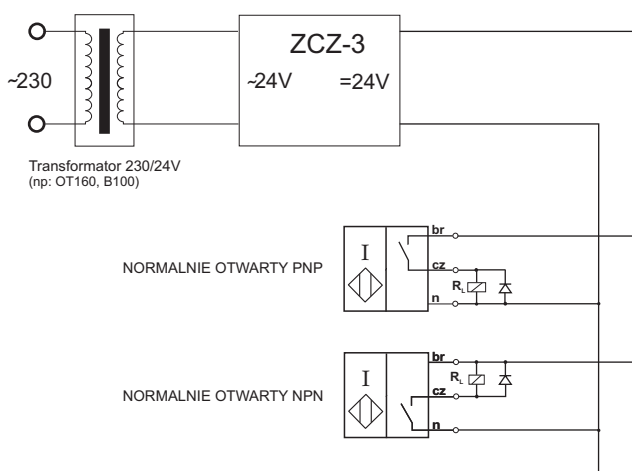 ZCZ-3
~24V =24V
~230
Transformator 230/24V
(np: OT160, B100)
NORMALNIE OTWARTY PNP
I
br
cz
RL
n
NORMALNIE OTWARTY NPN
I
br
RL
cz
n